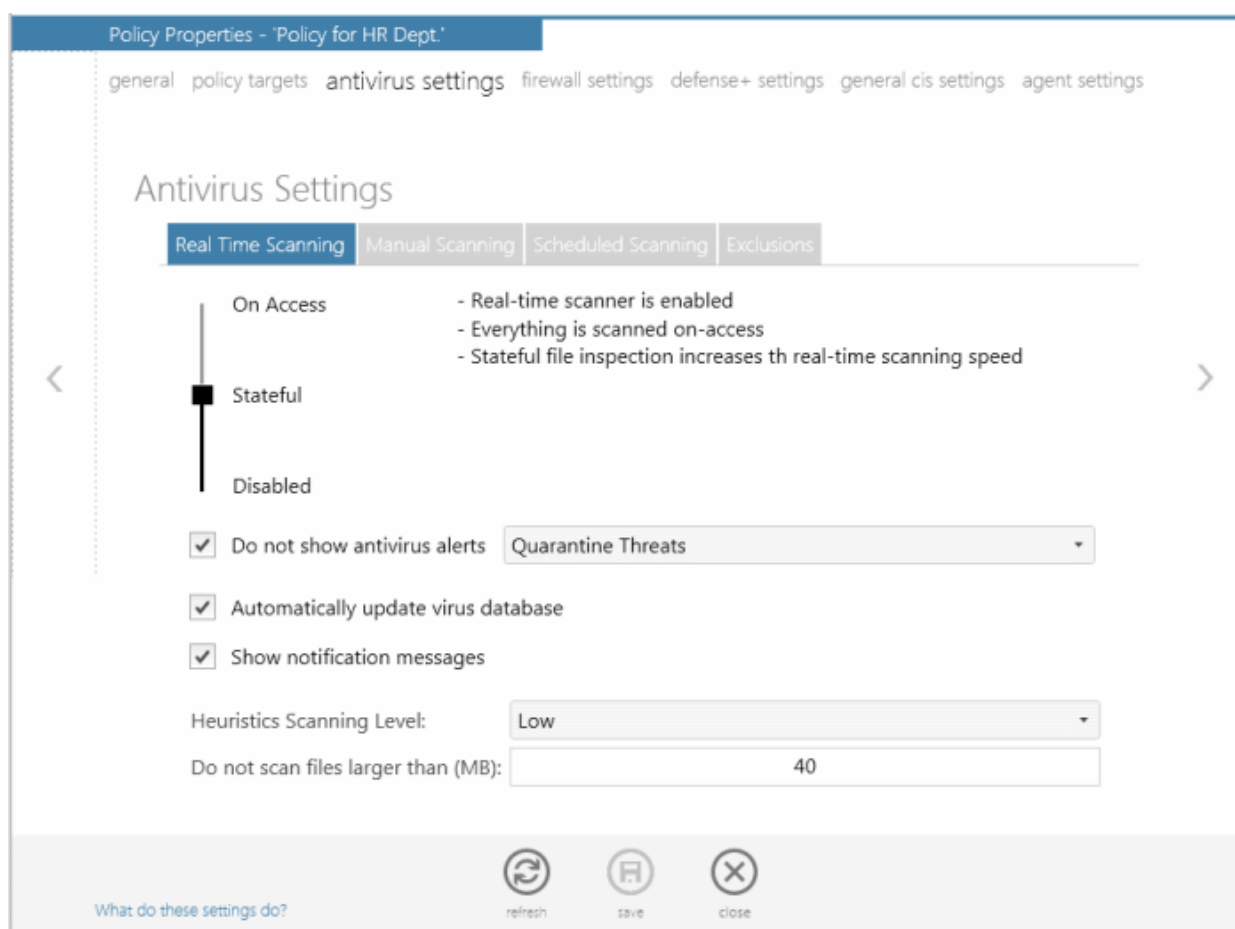 Policy Properties - 'Policy for HR Dept.'
general policy targets antivirus settings firewall settings defense+ settings general cis settings agent settings
Antivirus Settings
Real Time Scanning Manual Scanning Scheduled Scanning Exclusions
On Access
- Real-time scanner is enabled
- Everything is scanned on-access
- Stateful file inspection increases th real-time scanning speed
Stateful
Disabled
Do not show antivirus alerts Quarantine Threats
Automatically update virus database
Show notification messages
Heuristics Scanning Level: Low
Do not scan files larger than (MB): 40
What do these settings do? refresh save close